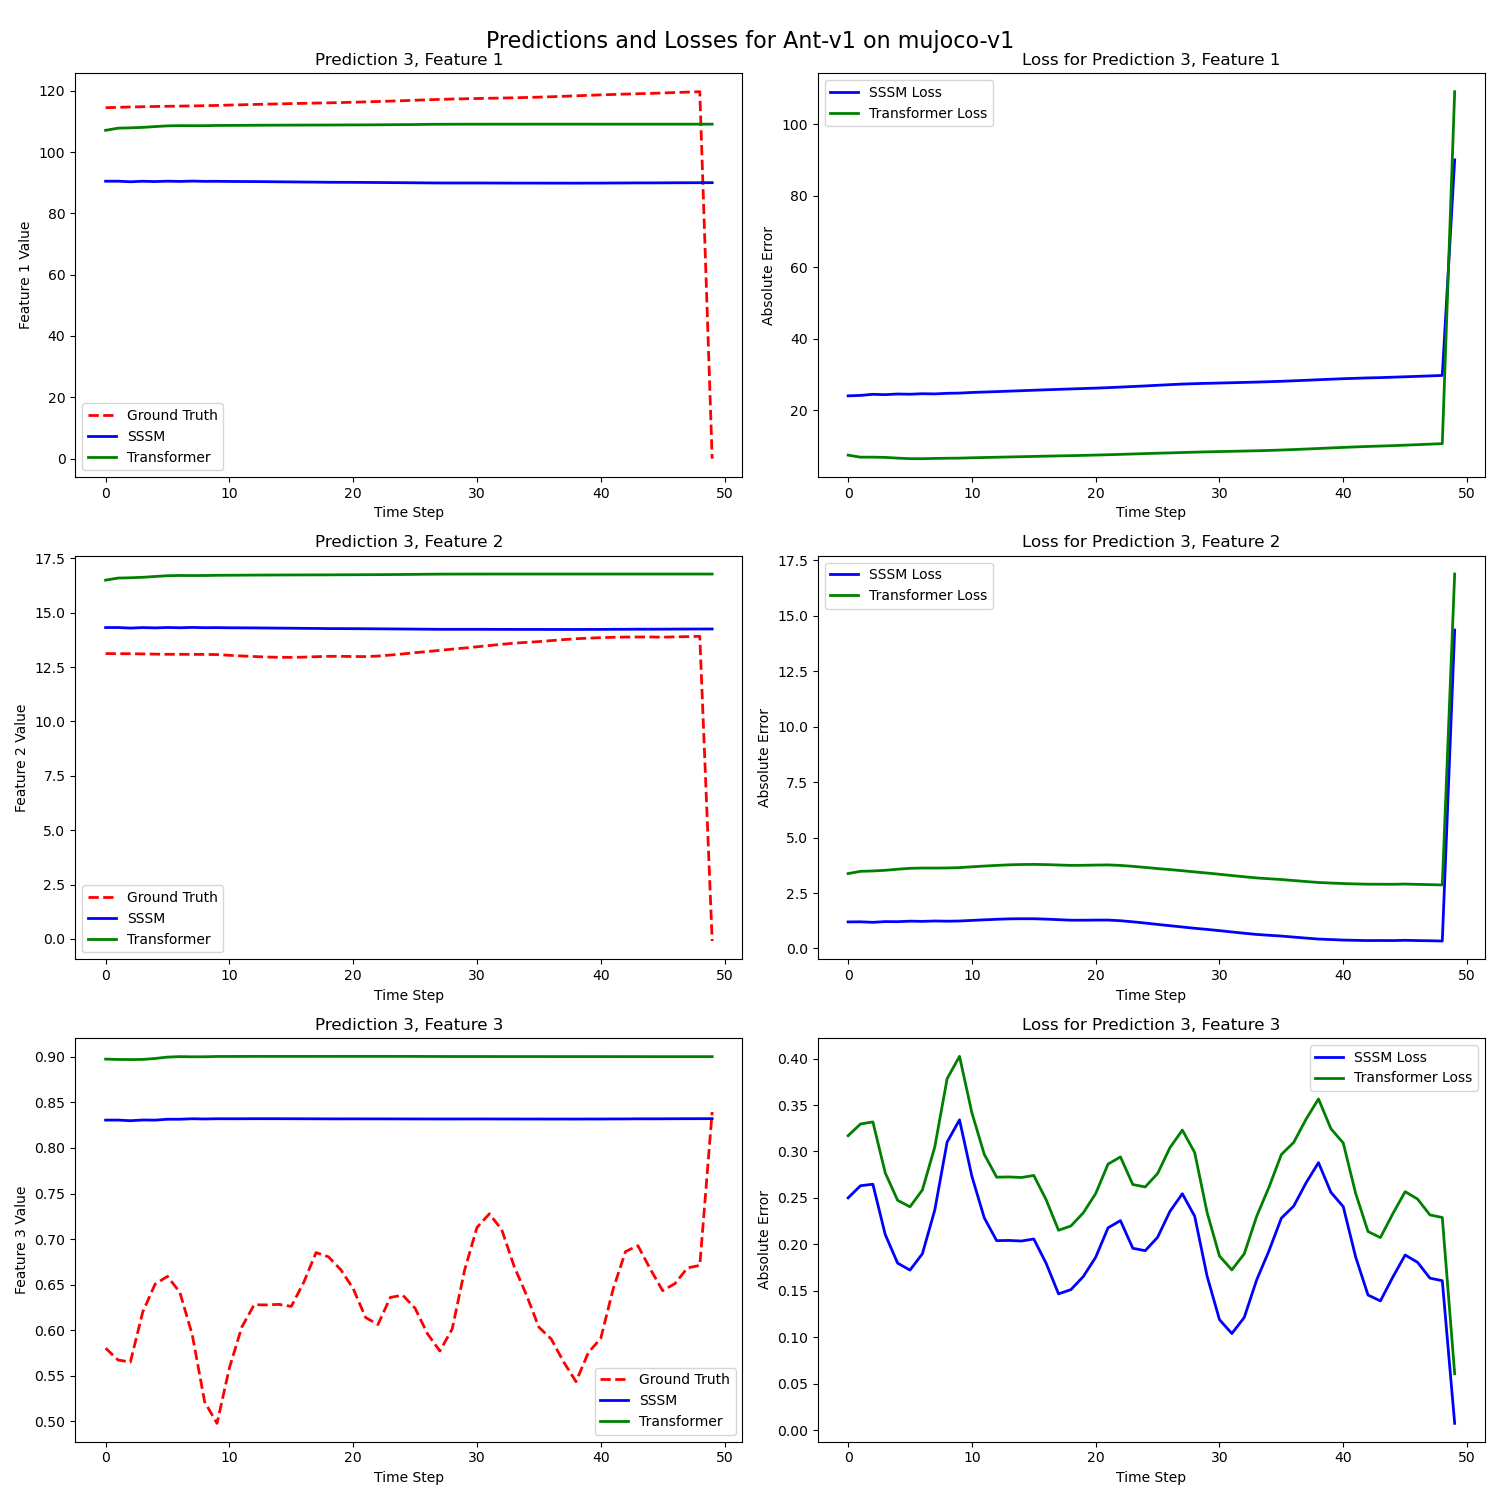 Predictions and Losses for Ant-v1 on mujoco-v1
Prediction 3, Feature 1
120
100
80
60
40
20
0
Feature 1 Value
Ground Truth
SSSM
Transformer
0 10 20 30 40 50
Time Step
Loss for Prediction 3, Feature 1
100
80
60
40
20
Absolute Error
SSSM Loss
Transformer Loss
0 10 20 30 40 50
Time Step
Prediction 3, Feature 2
17.5
15.0
12.5
10.0
7.5
5.0
2.5
0.0
Feature 2 Value
Ground Truth
SSSM
Transformer
0 10 20 30 40 50
Time Step
Loss for Prediction 3, Feature 2
17.5
15.0
12.5
10.0
7.5
5.0
2.5
0.0
Absolute Error
SSSM Loss
Transformer Loss
0 10 20 30 40 50
Time Step
Prediction 3, Feature 3
0.90
0.85
0.80
0.75
0.70
0.65
0.60
0.55
0.50
Feature 3 Value
Ground Truth
SSSM
Transformer
0 10 20 30 40 50
Time Step
Loss for Prediction 3, Feature 3
0.40
0.35
0.30
0.25
0.20
0.15
0.10
0.05
0.00
Absolute Error
SSSM Loss
Transformer Loss
0 10 20 30 40 50
Time Step